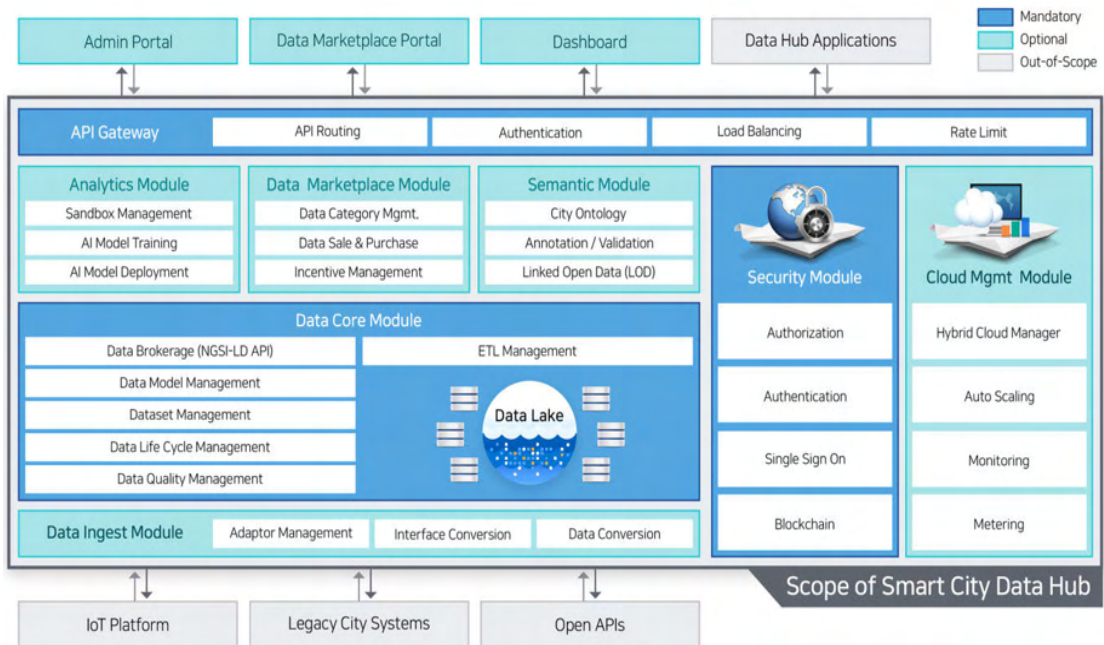 Mandatory
Optional
Out-of-Scope
Admin Portal
Data Marketplace Portal
Dashboard
Data Hub Applications
API Gateway
API Routing
Authentication
Load Balancing
Rate Limit
Analytics Module
Sandbox Management
AI Model Training
AI Model Deployment
Data Marketplace Module
Data Category Mgmt.
Data Sale & Purchase
Incentive Management
Semantic Module
City Ontology
Annotation / Validation
Linked Open Data (LOD)
Data Core Module
Data Brokerage (NGSI-LD API)
Data Model Management
Dataset Management
Data Life Cycle Management
Data Quality Management
ETL Management
Data Lake
Data Ingest Module
Adaptor Management
Interface Conversion
Data Conversion
Security Module
Authorization
Authentication
Single Sign On
Blockchain
Cloud Mgmt Module
Hybrid Cloud Manager
Auto Scaling
Monitoring
Metering
Scope of Smart City Data Hub
IoT Platform
Legacy City Systems
Open APIs